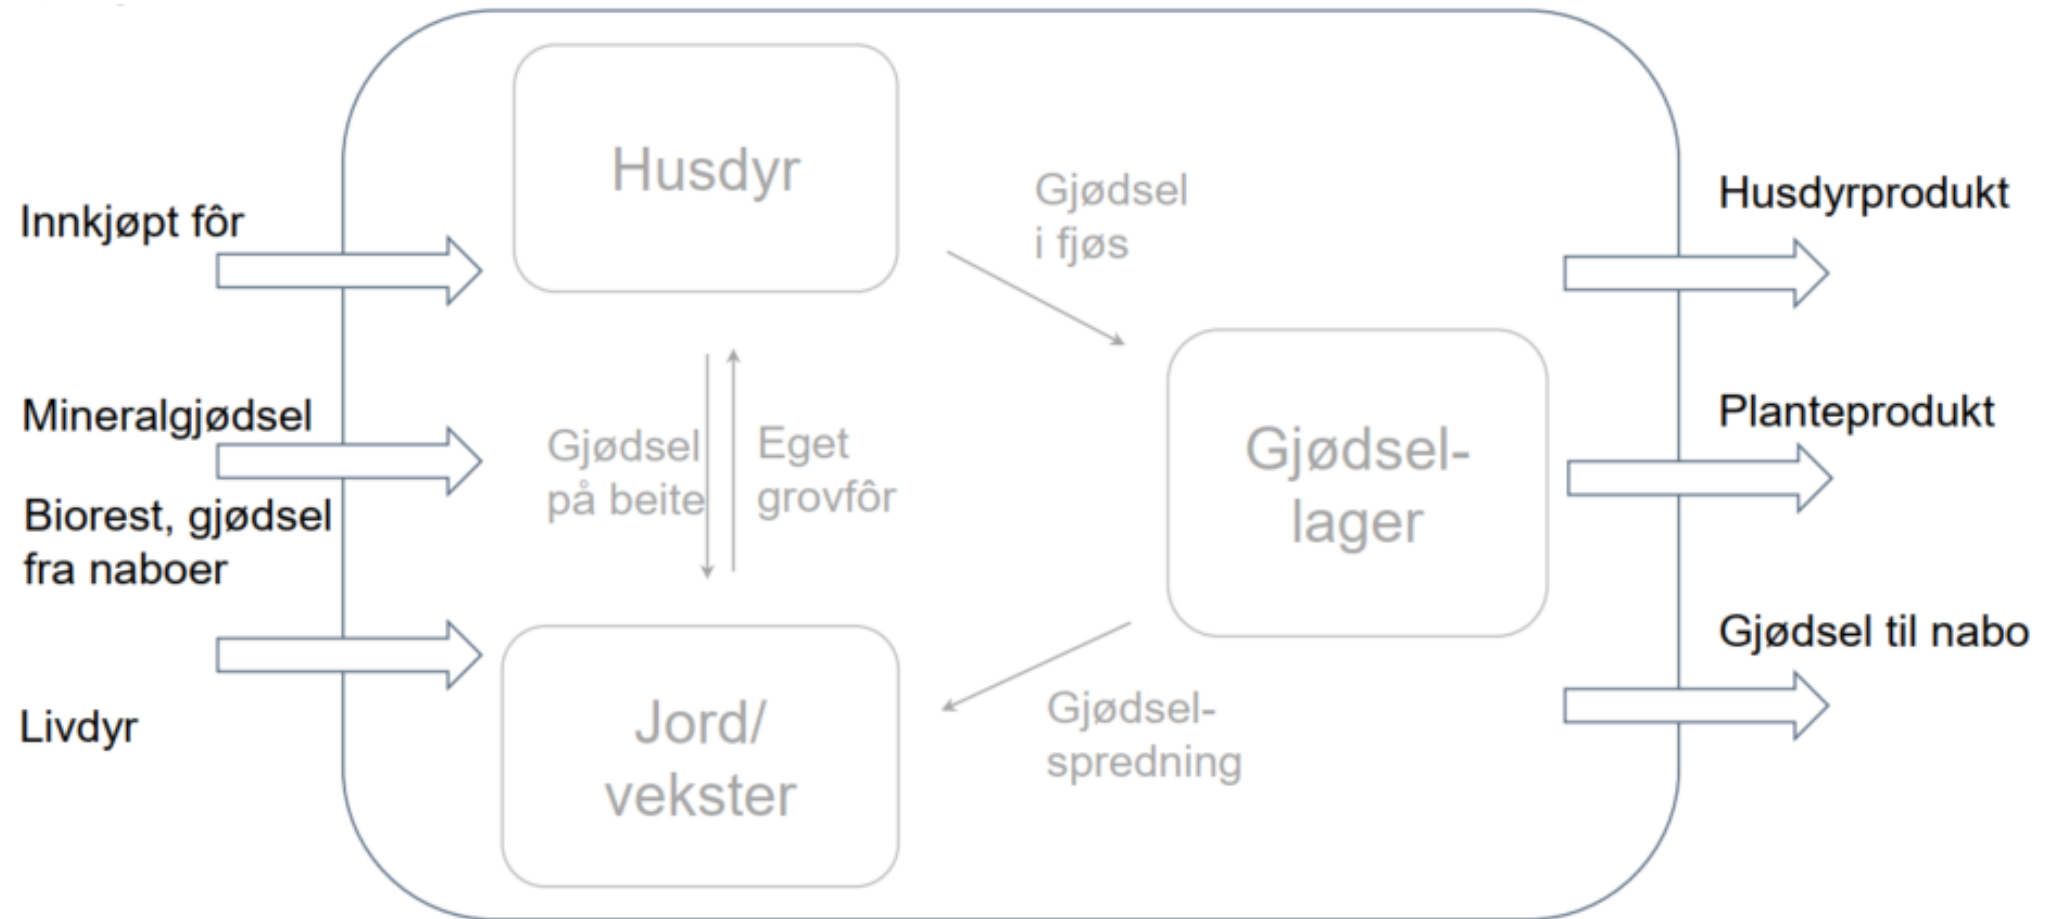 Husdyr
Gjødsel
i fjøs
Husdyrprodukt
Innkjøpt fôr
Mineralgjødsel
Gjødsel
på beite
Eget
grovfôr
Gjødsel-
lager
Planteprodukt
Biorest, gjødsel
fra naboer
Gjødsel til nabo
Livdyr
Jord/
vekster
Gjødsel-
spredning